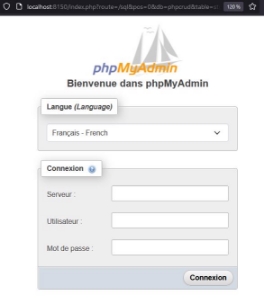 localhost:8150/index.php?route=/sql&pos=0&db=phpcrud&table=
120 %
phpMyAdmin
Bienvenue dans phpMyAdmin
Langue (Language)
Français - French
Connexion
Serveur :
Utilisateur :
Mot de passe :
Connexion